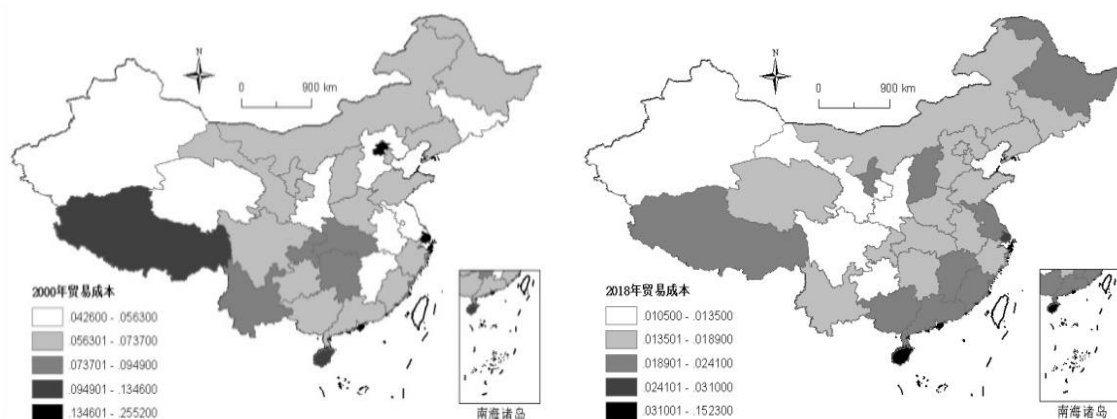 N
0 900 km
2000年贸易成本
.042600 - .056300
.056301 - .073700
.073701 - .094900
.094901 - .134600
.134601 - .255200
南海诸岛
N
0 900 km
2018年贸易成本
.010500 - .013500
.013501 - .018900
.018901 - .024100
.024101 - .031000
.031001 - .152300
南海诸岛